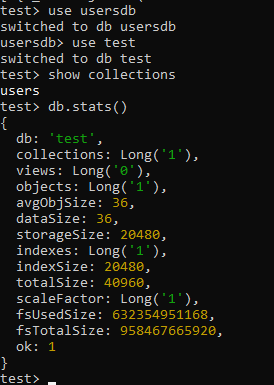 test> use usersdb
switched to db usersdb
usersdb> use test
switched to db test
test> show collections
users
test> db.stats()
{
  db: 'test',
  collections: Long('1'),
  views: Long('0'),
  objects: Long('1'),
  avgObjSize: 36,
  dataSize: 36,
  storageSize: 20480,
  indexes: Long('1'),
  indexSize: 20480,
  totalSize: 40960,
  scaleFactor: Long('1'),
  fsUsedSize: 632354951168,
  fsTotalSize: 958467665920,
  ok: 1
}
test>